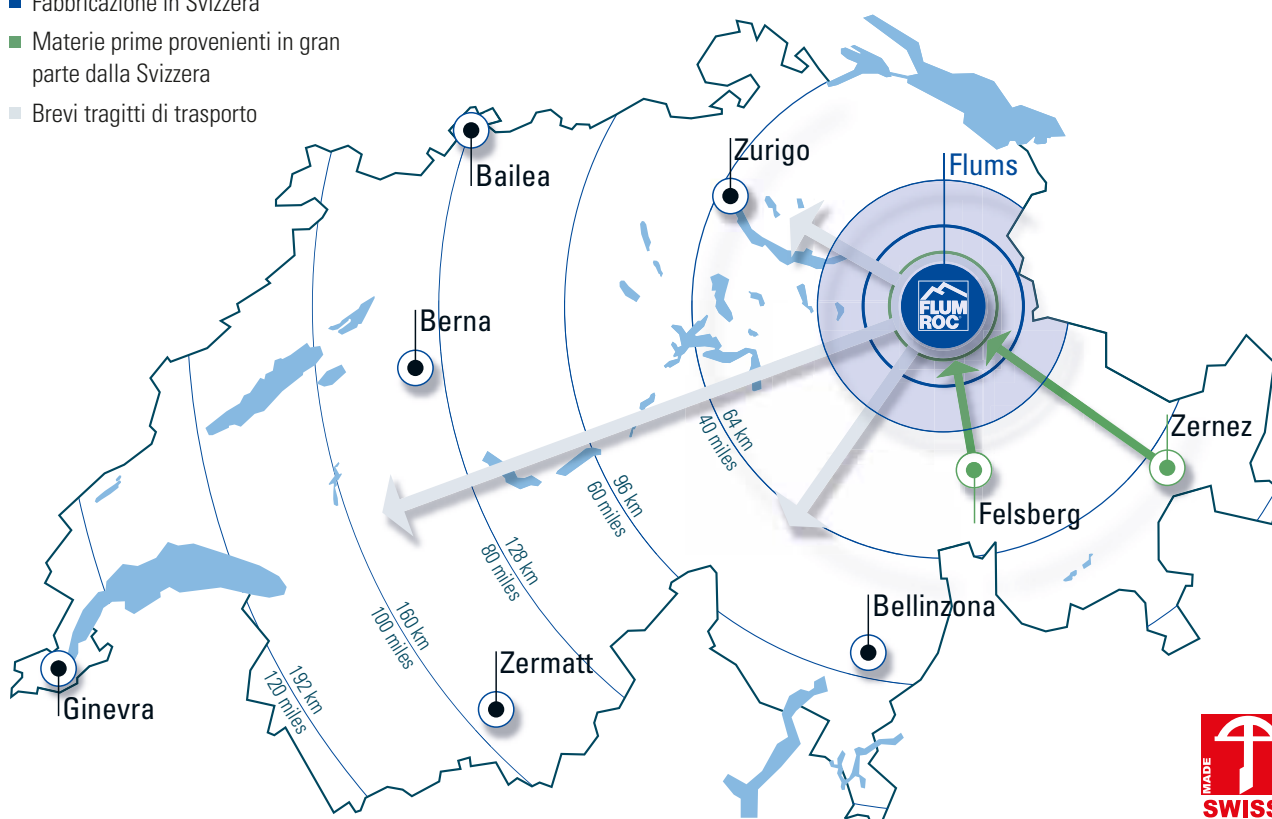 Fabbricazione in Svizzera
Materie prime provenienti in gran
parte dalla Svizzera
Brevi tragitti di trasporto
Bailea
Zurigo
Flums
FLUM
ROC
Berna
Zernez
Felsberg
64 km
40 miles
96 km
60 miles
128 km
80 miles
160 km
100 miles
192 km
120 miles
Bellinzona
Zermatt
Ginevra
MADE
SWISS